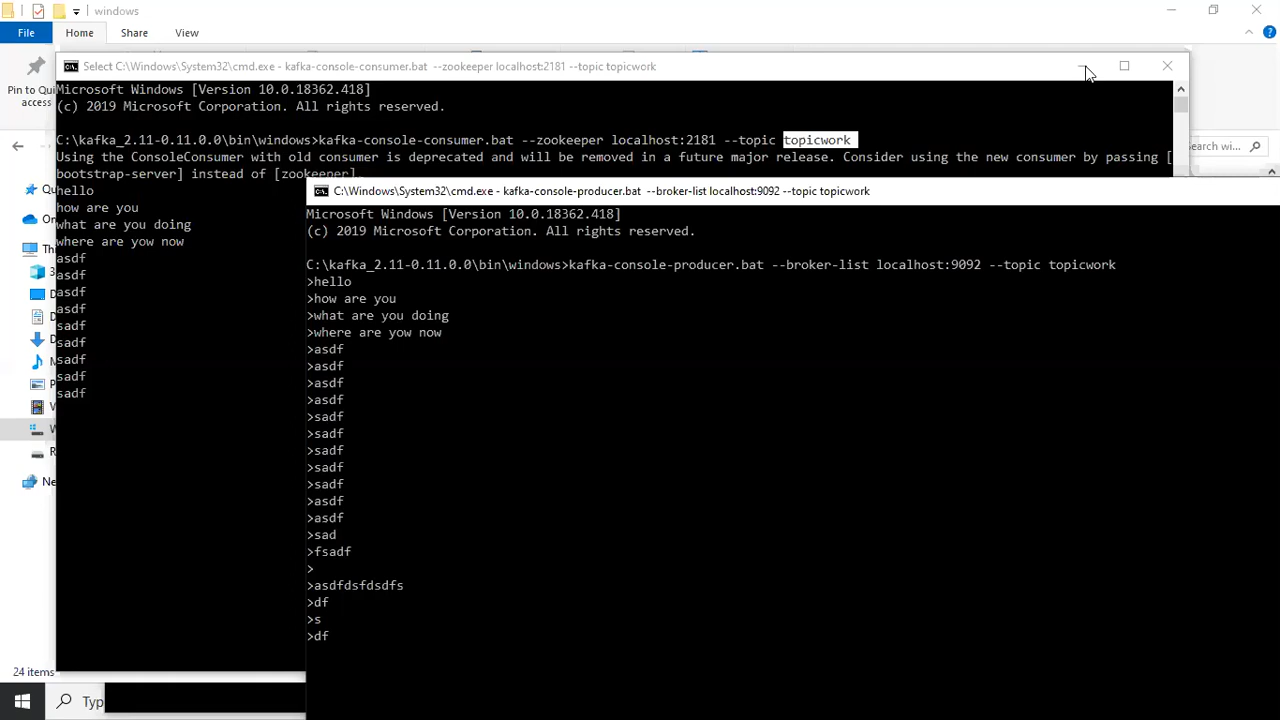 windows
File
Home
Share
View
Pin to Quick
access
Select C:\Windows\System32\cmd.exe - kafka-console-consumer.bat --zookeeper localhost:2181 --topic topicwork
Microsoft Windows [Version 10.0.18362.418]
(c) 2019 Microsoft Corporation. All rights reserved.
C:\kafka_2.11-0.11.0.0\bin\windows>kafka-console-consumer.bat --zookeeper localhost:2181 --topic topicwork
Using the ConsoleConsumer with old consumer is deprecated and will be removed in a future major release. Consider using the new consumer by passing [
bootstrap-server] instead of [zookeeper].
hello
how are you
what are you doing
where are yow now
asdf
asdf
asdf
asdf
sadf
sadf
sadf
sadf
sadf
C:\Windows\System32\cmd.exe - kafka-console-producer.bat --broker-list localhost:9092 --topic topicwork
Microsoft Windows [Version 10.0.18362.418]
(c) 2019 Microsoft Corporation. All rights reserved.
C:\kafka_2.11-0.11.0.0\bin\windows>kafka-console-producer.bat --broker-list localhost:9092 --topic topicwork
>hello
>how are you
>what are you doing
>where are yow now
>asdf
>asdf
>asdf
>asdf
>sadf
>sadf
>sadf
>sadf
>sadf
>asdf
>asdf
>sad
>fsadf
>
>asdfdsfdsdfs
>df
>s
>df
Search wi
24 items
Typ